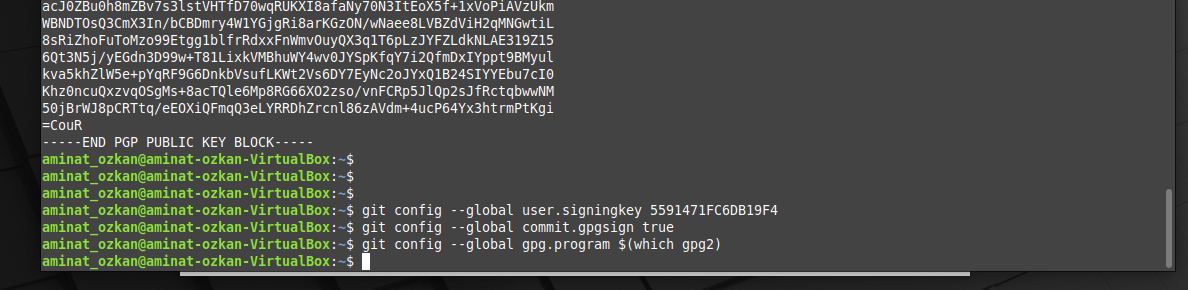 acJ0ZBu0h8mZBv7s3lstVHTfD70wqRUKXI8afaNy70N3ItEoX5f+1xVoPiAVzUkm
WBNDTOsQ3CmX3In/bCBDmry4W1YGjgRi8arKGzON/wNaee8LVBZdViH2qMNGwtiL
8sRiZhoFuToMzo99Etgg1blfrRdxxFnWmvOuyQX3q1T6pLzJYFZLdkNLAE319Z15
6Qt3N5j/yEGdn3D99w+T81LixkVMBhuWY4wv0JYSpKfqY7i2QfmDxIYppt9BMyul
kva5khZlW5e+pYqRF9G6DnkbVsufLKWt2Vs6DY7EyNc2oJYxQ1B24SIYYEbu7cI0
Khz0ncuQxzvqOSgMs+8acTQle6Mp8RG66XO2zso/vnFCRp5JlQp2sJfRctqbwwNM
50jBrWJ8pCRTtq/eEOXiQFmqQ3eLYRRDhZrcnl86zAVdm+4ucP64Yx3htrmPtKgi
=CouR
-----END PGP PUBLIC KEY BLOCK-----
aminat_ozkan@aminat-ozkan-VirtualBox:~$
aminat_ozkan@aminat-ozkan-VirtualBox:~$
aminat_ozkan@aminat-ozkan-VirtualBox:~$
aminat_ozkan@aminat-ozkan-VirtualBox:~$ git config --global user.signingkey 5591471FC6DB19F4
aminat_ozkan@aminat-ozkan-VirtualBox:~$ git config --global commit.gpgsign true
aminat_ozkan@aminat-ozkan-VirtualBox:~$ git config --global gpg.program $(which gpg2)
aminat_ozkan@aminat-ozkan-VirtualBox:~$